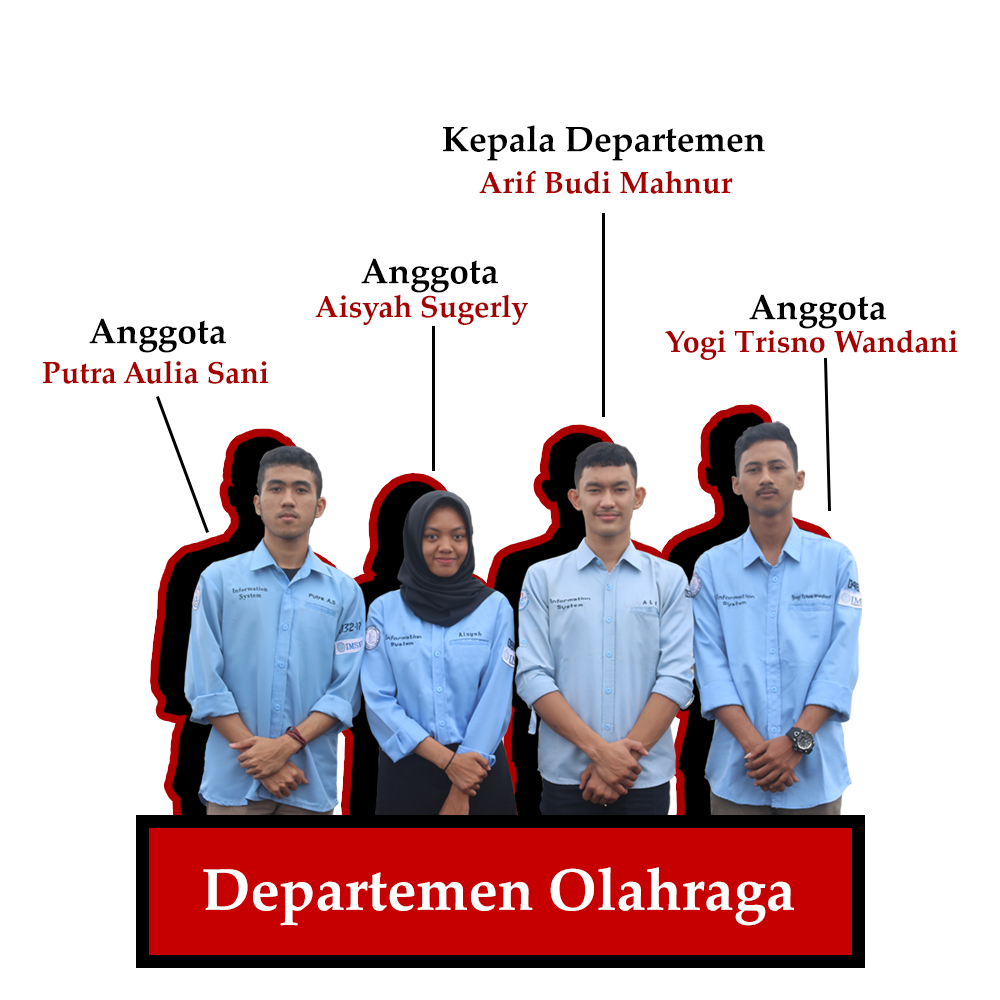 Kepala Departemen
Arif Budi Mahnur
Anggota
Aisyah Sugerly
Anggota
Yogi Trisno Wandani
Anggota
Putra Aulia Sani
Information
System
Putra A.S
Information
System
Aisyah
Information
System
Information
System
Departemen Olahraga